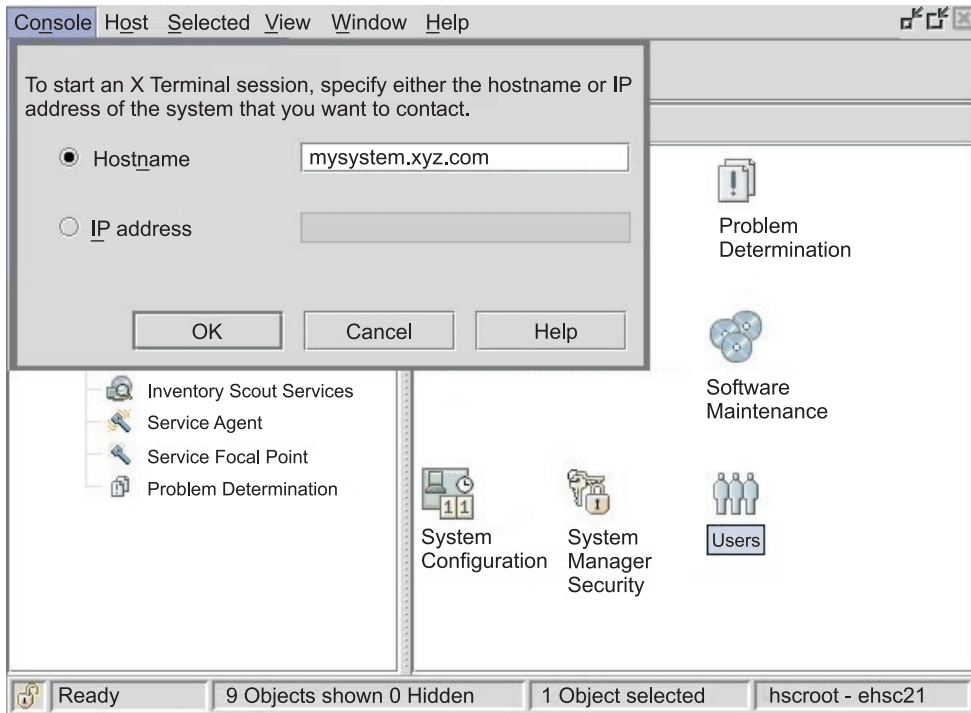 Console Host Selected View Window Help
To start an X Terminal session, specify either the hostname or IP
address of the system that you want to contact.
Hostname
mysystem.xyz.com
IP address
OK
Cancel
Help
Inventory Scout Services
Service Agent
Service Focal Point
Problem Determination
Problem
Determination
Software
Maintenance
11
System
Configuration
System
Manager
Security
Users
Ready
9 Objects shown 0 Hidden
1 Object selected
hscroot - ehsc21